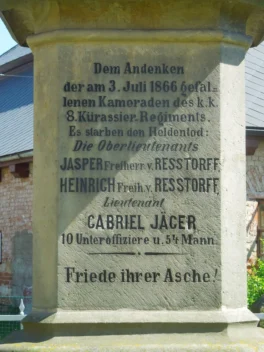 Dem Andenken
der am 3. Juli 1866 gefal-
lenen Kameraden des k.k.
8. Kürassier-Regiments.
Es starben den Heldentod:
Die Oberlieutenants
JASPER Freiherr v. RESSTORFF,
HEINRICH Freih. v. RESSTORFF,
Lieutenant
GABRIEL JÄGER,
10 Unteroffiziere u. 54 Mann.
Friede ihrer Asche!